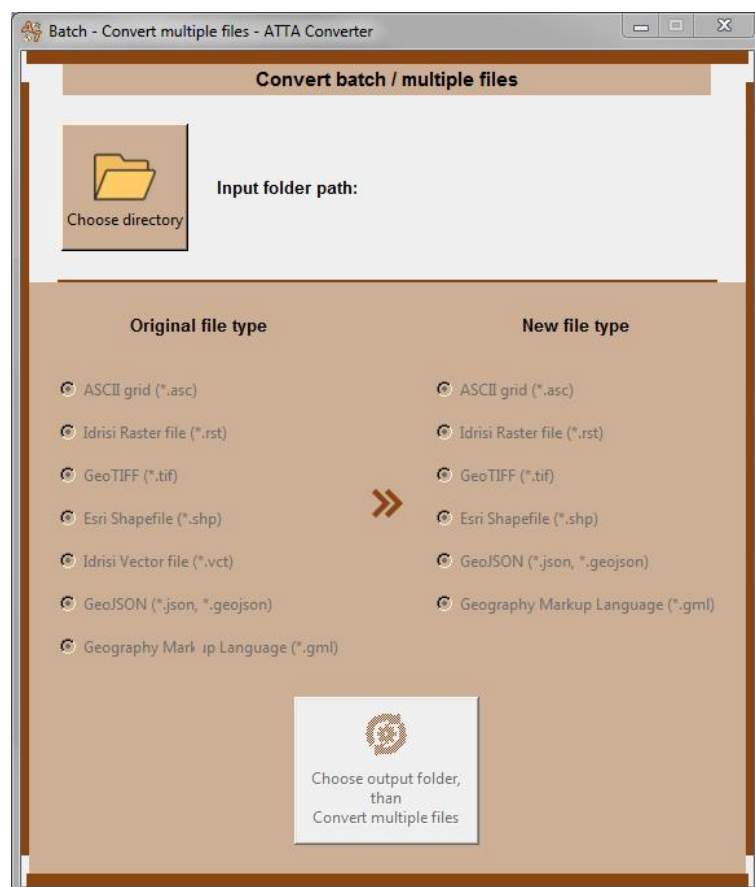 Batch - Convert multiple files - ATTA Converter
Convert batch / multiple files
Choose directory
Input folder path:
Original file type
ASCII grid (*.asc)
Idrisi Raster file (*.rst)
GeoTIFF (*.tif)
Esri Shapefile (*.shp)
Idrisi Vector file (*.vct)
GeoJSON (*.json, *.geojson)
Geography Markup Language (*.gml)
New file type
ASCII grid (*.asc)
Idrisi Raster file (*.rst)
GeoTIFF (*.tif)
Esri Shapefile (*.shp)
GeoJSON (*.json, *.geojson)
Geography Markup Language (*.gml)
Choose output folder,
than
Convert multiple files